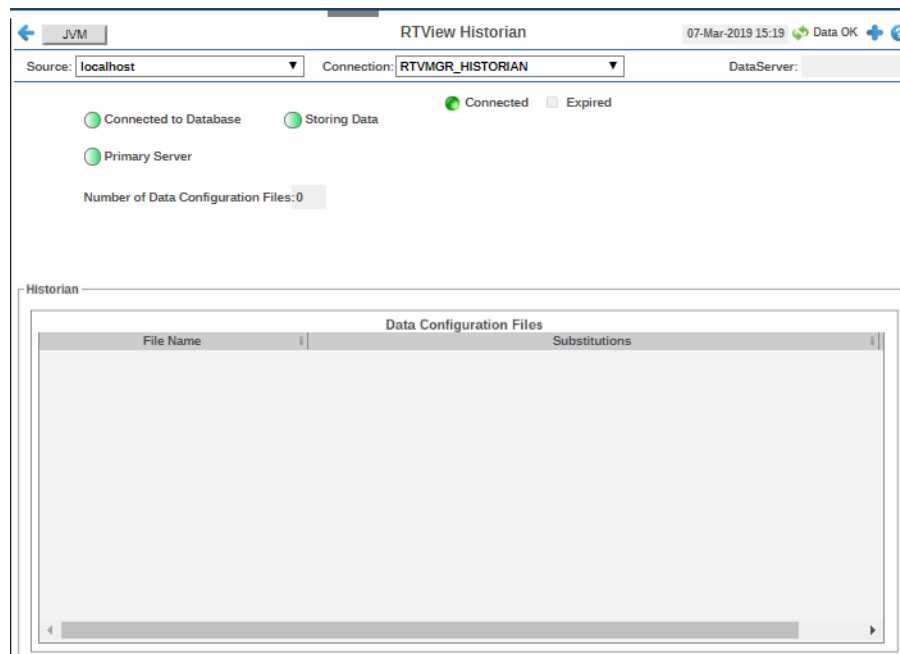 JVM RTView Historian 07-Mar-2019 15:19 Data OK
Source: localhost Connection: RTVMGR_HISTORIAN DataServer:
Connected Expired
Connected to Database Storing Data
Primary Server
Number of Data Configuration Files: 0
Historian
Data Configuration Files
File Name Substitutions